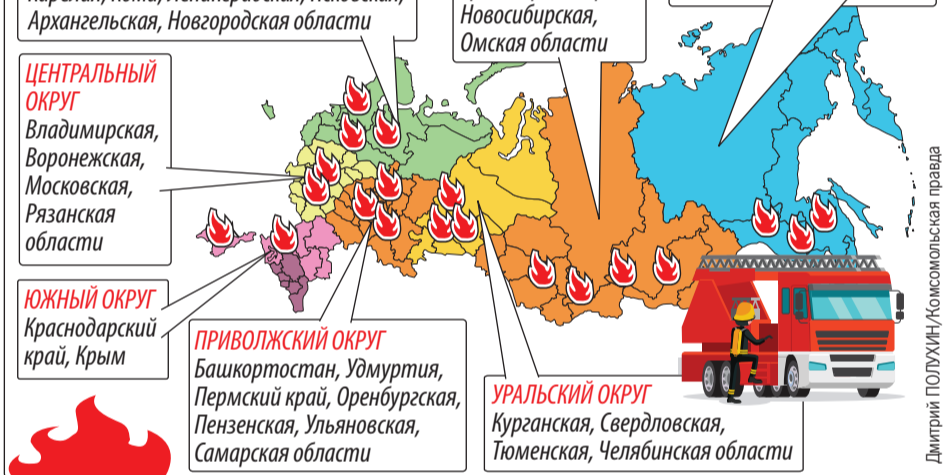 Архангельская, Новгородская области
Новосибирская,
Омская области
ЦЕНТРАЛЬНЫЙ
ОКРУГ
Владимирская,
Воронежская,
Московская,
Рязанская
области
ЮЖНЫЙ ОКРУГ
Краснодарский
край, Крым
ПРИВОЛЖСКИЙ ОКРУГ
Башкортостан, Удмуртия,
Пермский край, Оренбургская,
Пензенская, Ульяновская,
Самарская области
УРАЛЬСКИЙ ОКРУГ
Курганская, Свердловская,
Тюменская, Челябинская области
Дмитрий ПОЛУХИН/Комсомольская правда